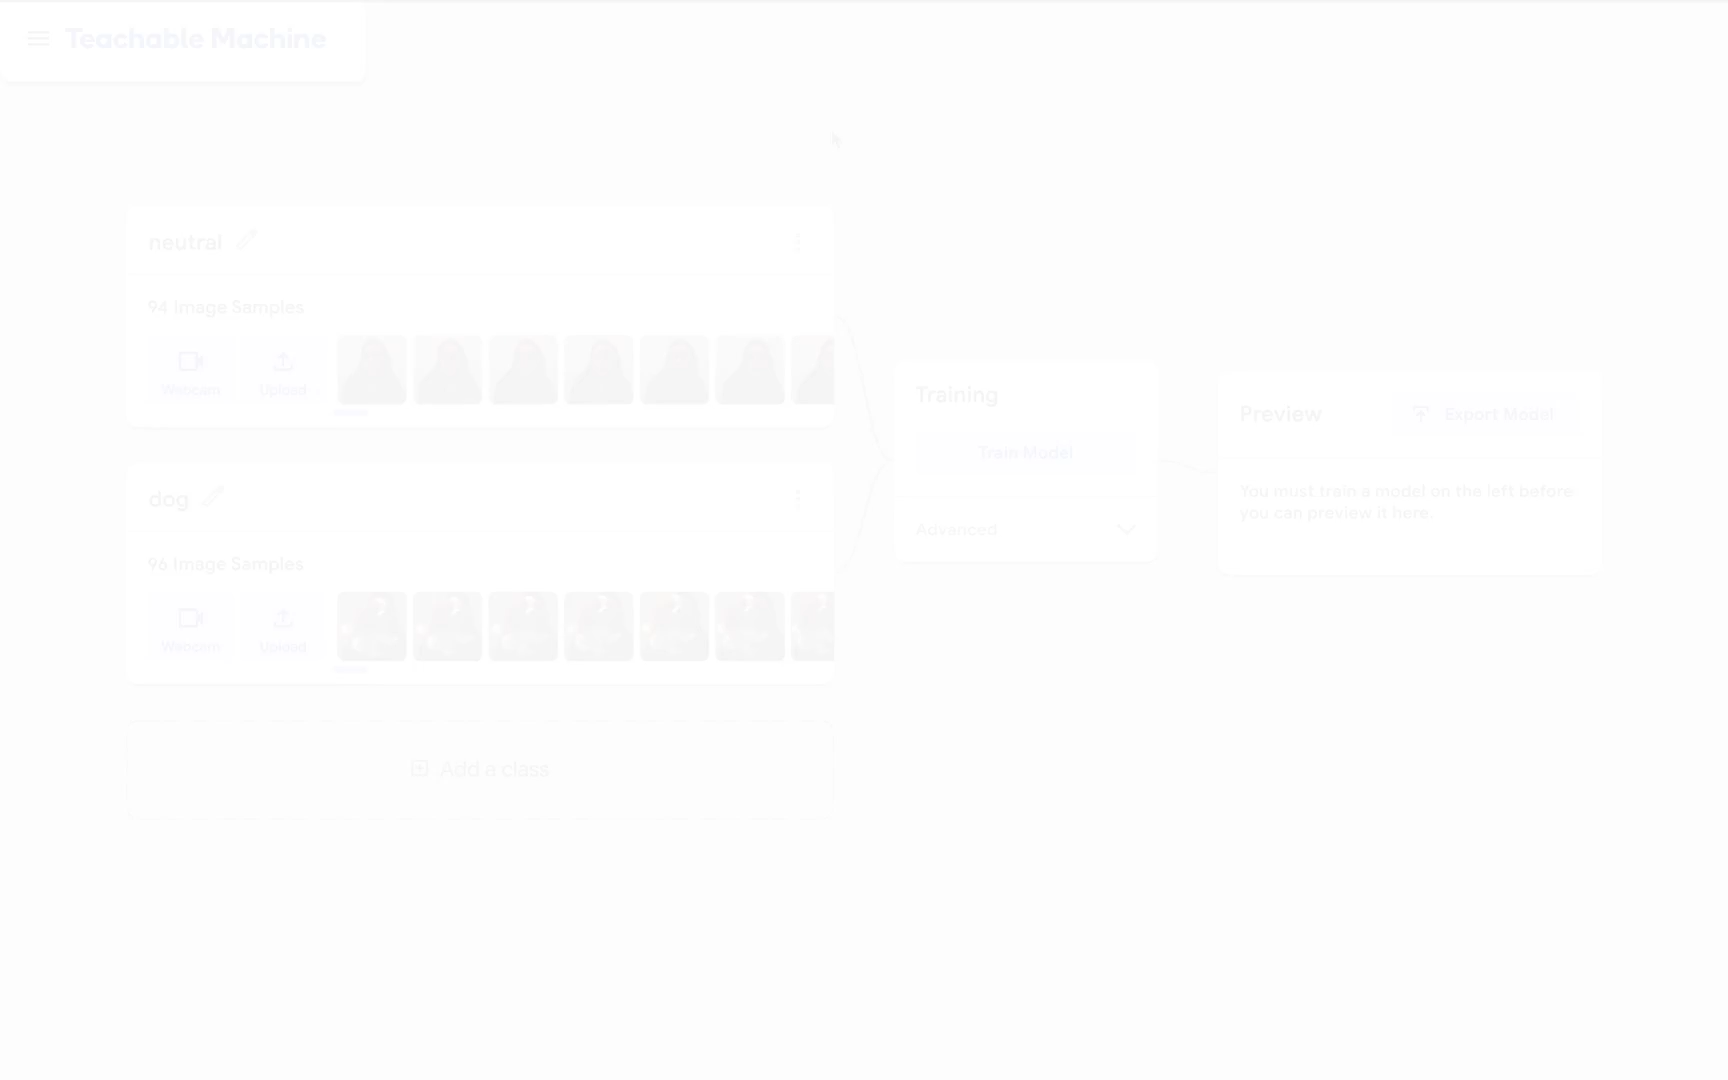 Teachable Machine
neutral
94 Image Samples
Webcam
Upload
dog
96 Image Samples
Webcam
Upload
Add a class
Training
Train Model
Advanced
Preview
Export Model
You must train a model on the left before
you can preview it here.